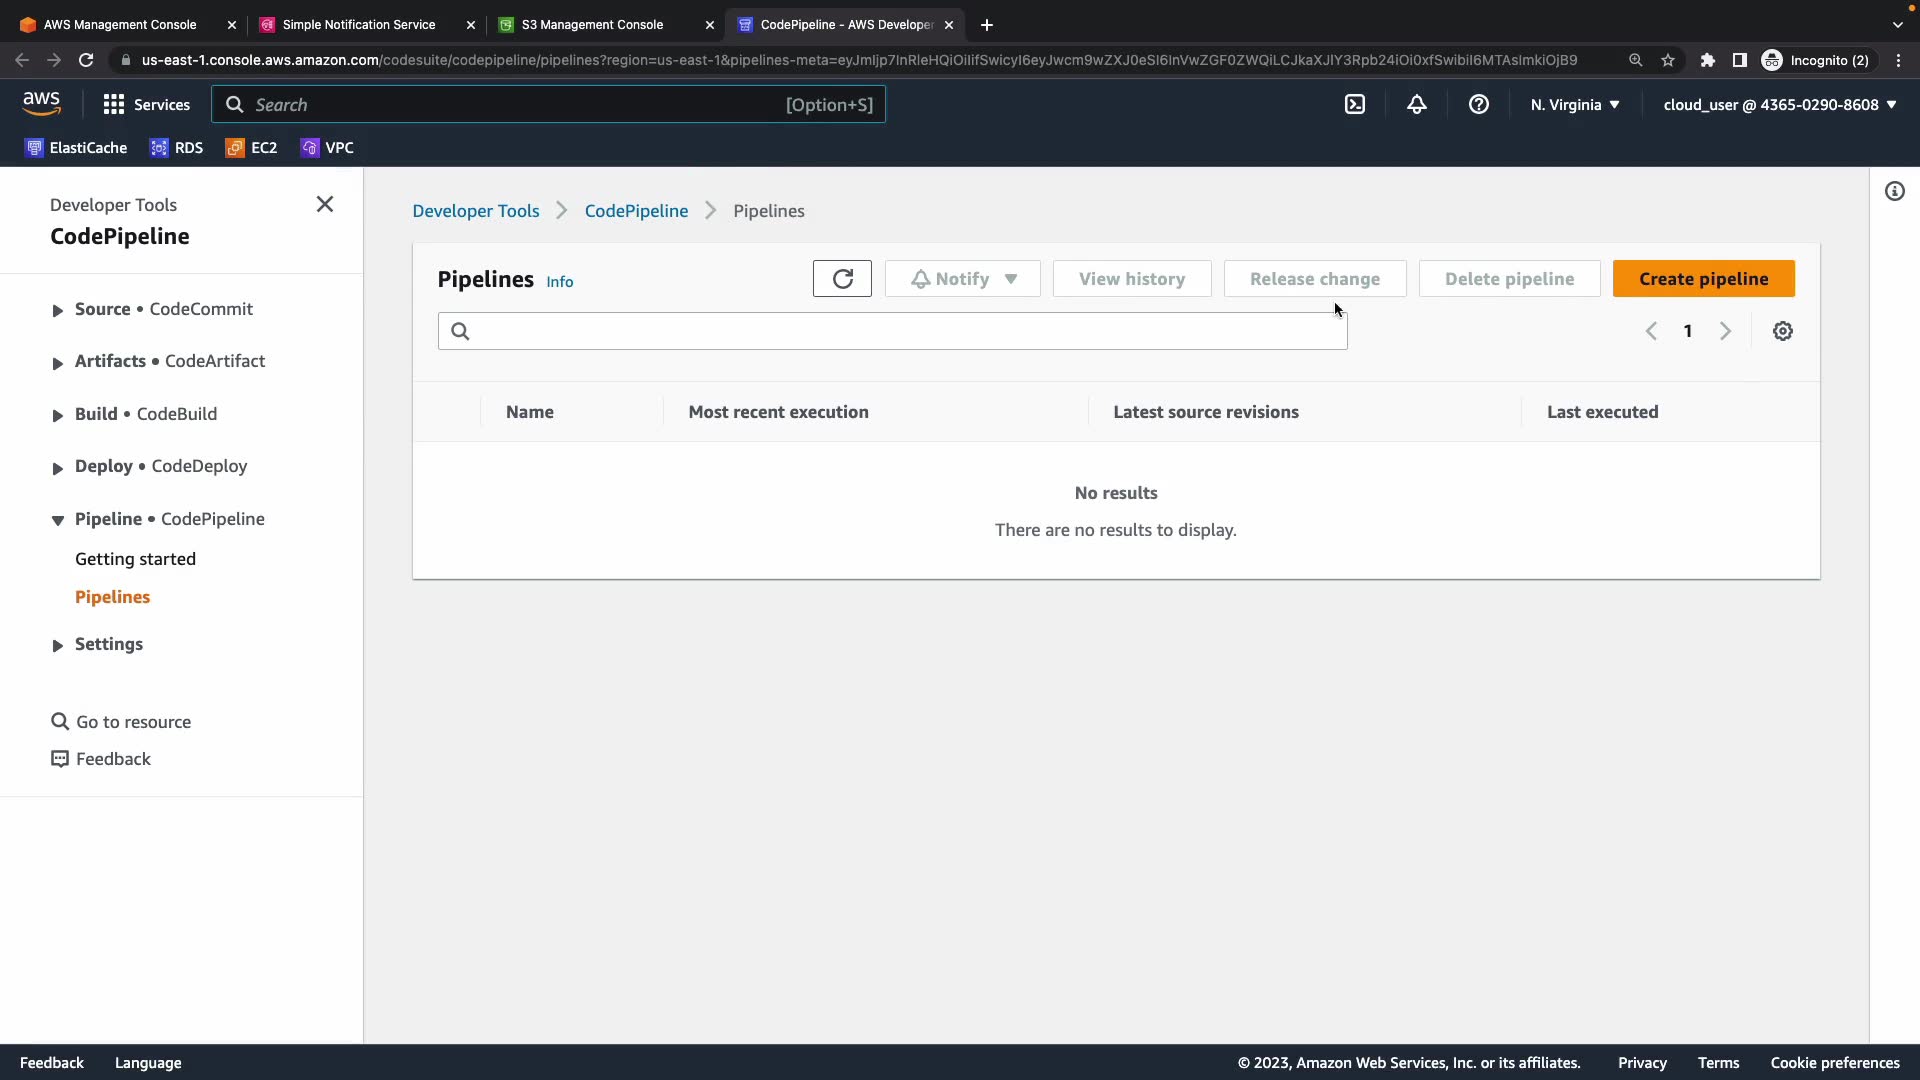 AWS Management Console
Simple Notification Service
S3 Management Console
CodePipeline - AWS Developer
us-east-1.console.aws.amazon.com/codesuite/codepipeline/pipelines?region=us-east-1&pipelines-meta=
Incognito (2)
aws
Services
Search
[Option+S]
N. Virginia
cloud_user @ 4365-0290-8608
ElastiCache
RDS
EC2
VPC
Developer Tools
CodePipeline
Source • CodeCommit
Artifacts • CodeArtifact
Build • CodeBuild
Deploy • CodeDeploy
Pipeline • CodePipeline
Getting started
Pipelines
Settings
Go to resource
Feedback
Developer Tools
CodePipeline
Pipelines
Pipelines Info
Notify
View history
Release change
Delete pipeline
Create pipeline
1
Name
Most recent execution
Latest source revisions
Last executed
No results
There are no results to display.
Feedback
Language
© 2023, Amazon Web Services, Inc. or its affiliates.
Privacy
Terms
Cookie preferences